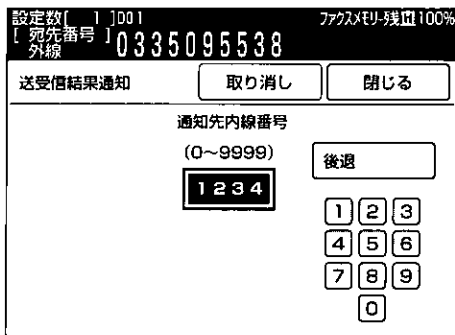 設定数[ 1]001 ファクスメモリー残量100%
[宛先番号]
外線 0335095538
送受信結果通知 取り消し 閉じる
通知先内線番号
(0~9999)
後退
1234
1 2 3
4 5 6
7 8 9
0